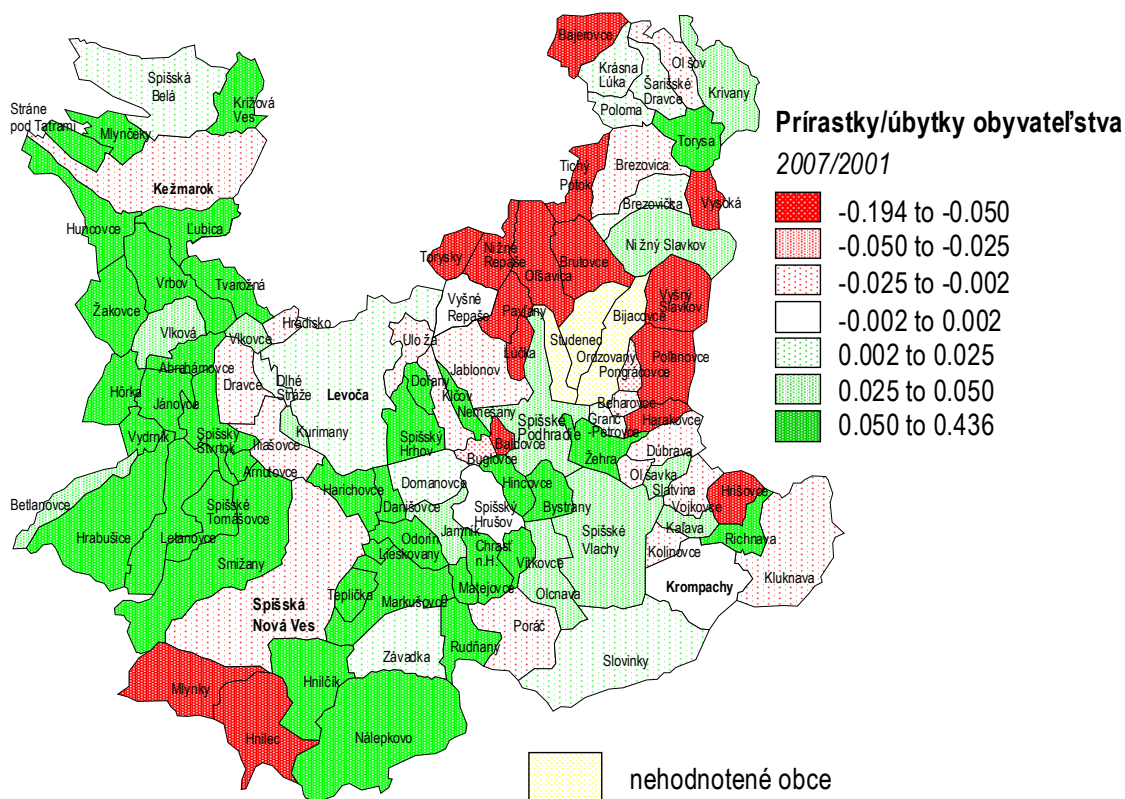 Bajerovce
Oľšov
Krásna
Lúka
Šarišské
Dravce
Krivany
Poloma
Spišská
Belá
Krížová
Ves
Stráne
pod Tatrami
Mlynčeky
Torysa
Prírastky/úbytky obyvateľstva
2007/2001
Kežmarok
Tichý
Potok
Brezovica
Brezovička
Vysoká
-0.194 to -0.050
-0.050 to -0.025
-0.025 to -0.002
-0.002 to 0.002
0.002 to 0.025
0.025 to 0.050
0.050 to 0.436
Huncovce
Ľubica
Nižný Slavkov
Torysky
Nižné
Repaše
Oľšavica
Brutovce
Vrbov
Tvarožná
Žakovce
Vyšné
Repaše
Pavľany
Bijacovce
Vyšný
Slavkov
Vlková
Vlkovce
Hradisko
Uloža
Lúčka
Studenec
Ordzovany
Poľanovce
Pongrácovce
Abrahámovce
Dravce
Dlhé
Stráže
Levoča
Jablonov
Doľany
Klčov
Beharovce
Hôrka
Jánovce
Kurimany
Nemešany
Spišské
Podhradie
Granč
-Petrovce
Harakovce
Vydrník
Spišský
Štvrtok
Iliašovce
Spišský
Hrhov
Baldovce
Buglovce
Žehra
Dúbrava
Arnutovce
Harichovce
Domanovce
Hincovce
Bystrany
Oľšavka
Slatvina
Vojkovce
Hrišovce
Betlanovce
Spišské
Tomášovce
Danišovce
Spišský
Hrušov
Spišské
Vlachy
Kaľava
Richnava
Hrabušice
Letanovce
Smižany
Odorín
Lieskovany
Jamník
Chrasť
n.H.
Vítkovce
Kolinovce
Krompachy
Kluknava
Teplička
Markušovce
Matejovce
Olcnava
Spišská
Nová Ves
Rudňany
Poráč
Závadka
Slovinky
Mlynky
Hnilčík
Hnilec
Nálepkovo
nehodnotené obce